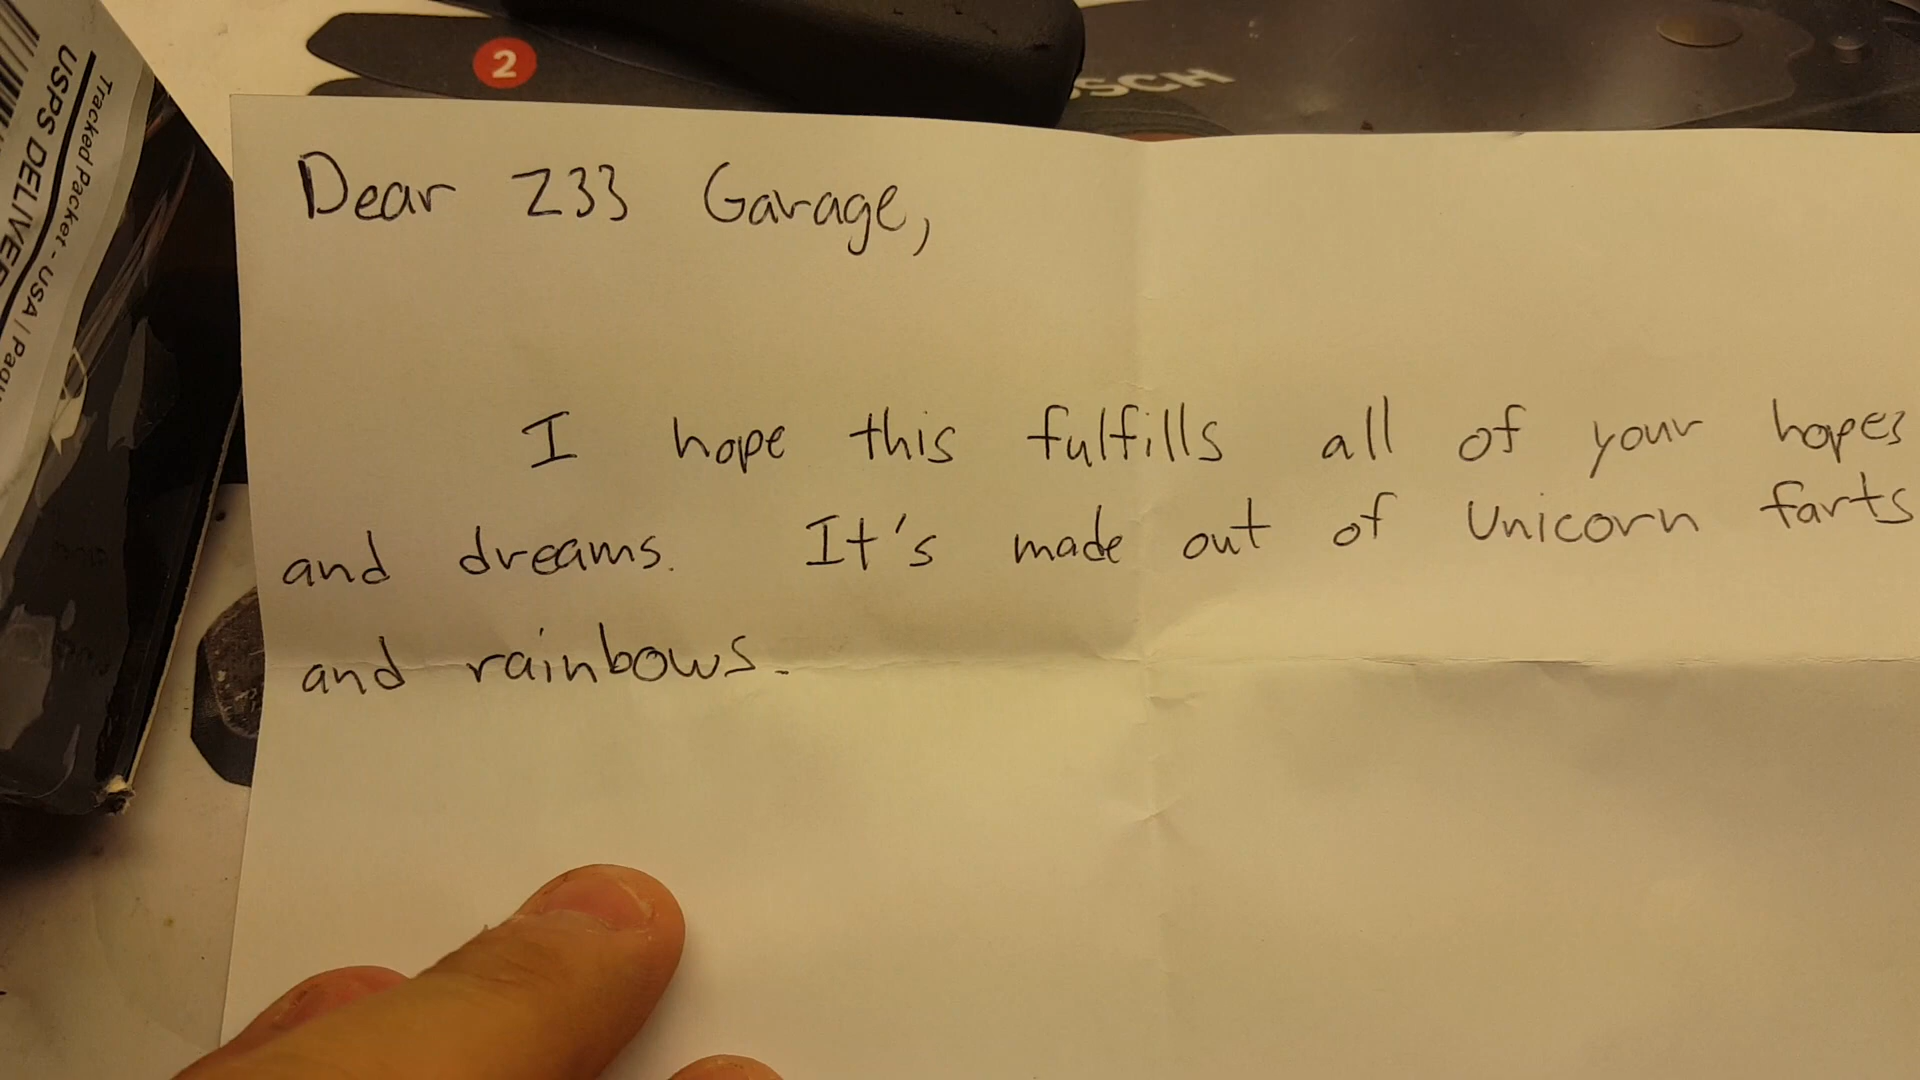 Tracked Packet - USA /
USPS DELIVER
2
SCH
Dear Z33 Garage,
I hope this fulfills all of your hopes
and dreams. It's made out of Unicorn farts
and rainbows.